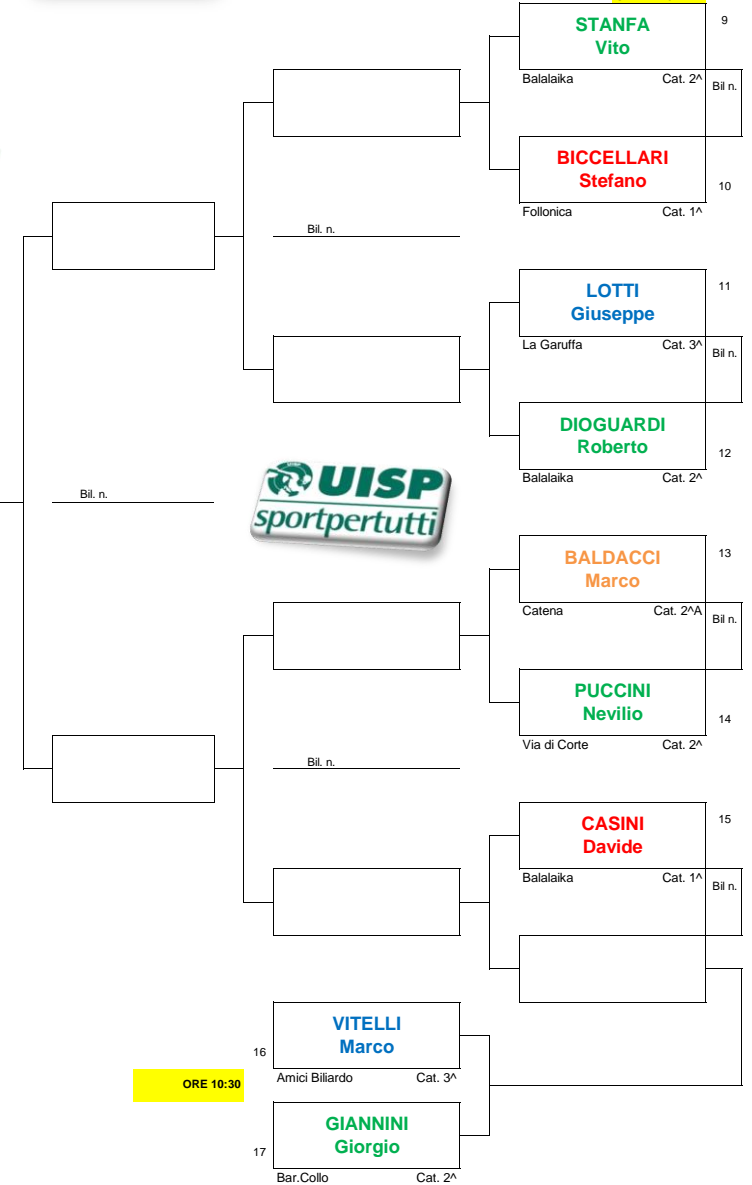 STANFA
Vito
9
Balalaika
Cat. 2^
Bil n.
BICCELLARI
Stefano
10
Follonica
Cat. 1^
Bil. n.
LOTTI
Giuseppe
11
La Garuffa
Cat. 3^
Bil n.
DIOGUARDI
Roberto
12
Balalaika
Cat. 2^
Bil. n.
UISP
sportpertutti
BALDACCI
Marco
13
Catena
Cat. 2^A
Bil n.
PUCCINI
Nevilio
14
Via di Corte
Cat. 2^
Bil. n.
CASINI
Davide
15
Balalaika
Cat. 1^
Bil n.
VITELLI
Marco
16
Amici Biliardo
Cat. 3^
ORE 10:30
GIANNINI
Giorgio
17
Bar.Collo
Cat. 2^